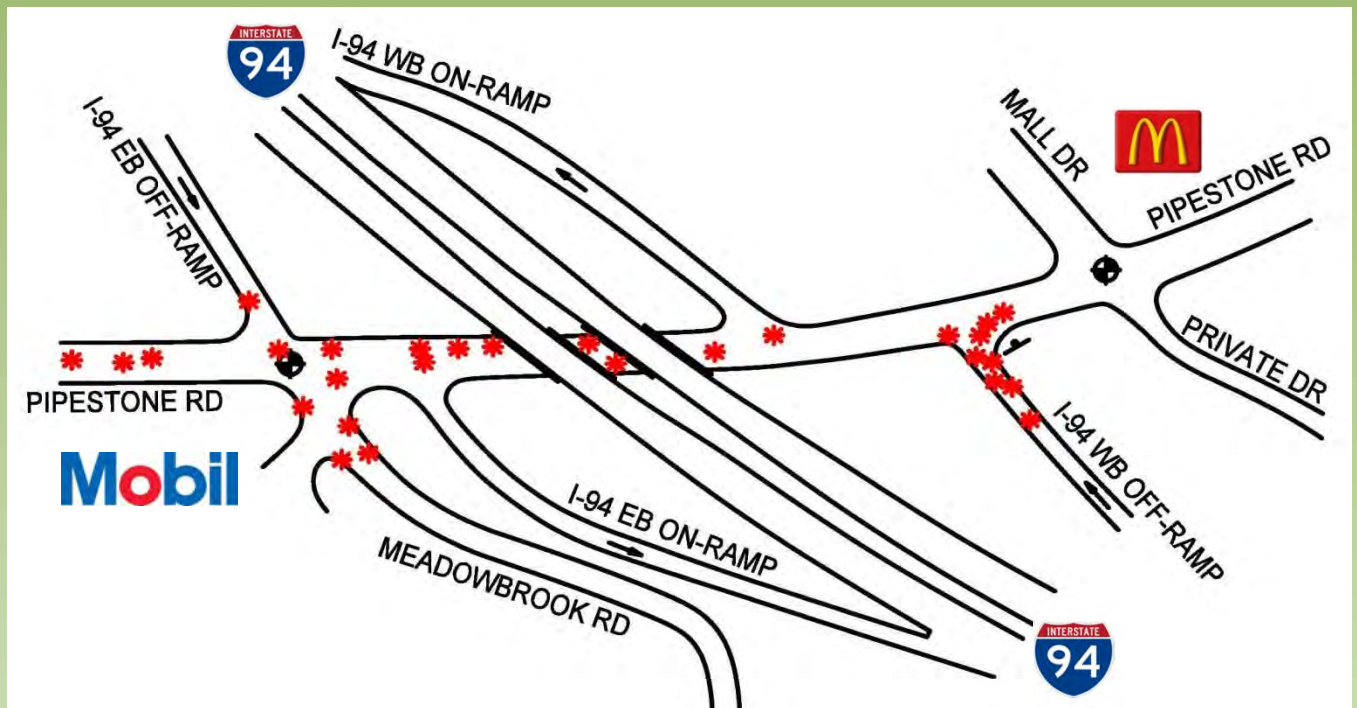 INTERSTATE
94
I-94 WB ON-RAMP
I-94 EB OFF-RAMP
MALL DR
M
PIPESTONE RD
PRIVATE DR
PIPESTONE RD
Mobil
I-94 WB OFF-RAMP
I-94 EB ON-RAMP
MEADOWBROOK RD
INTERSTATE
94